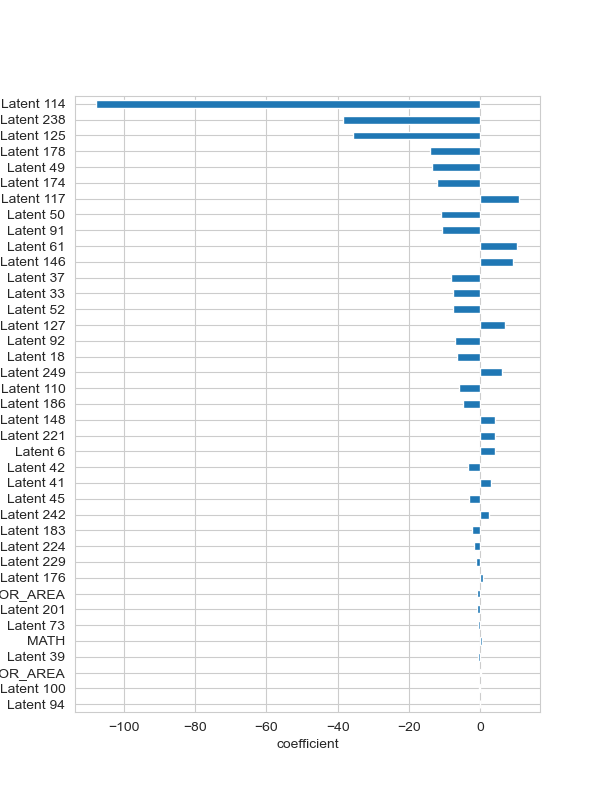 Latent 114
Latent 238
Latent 125
Latent 178
Latent 49
Latent 174
Latent 117
Latent 50
Latent 91
Latent 61
Latent 146
Latent 37
Latent 33
Latent 52
Latent 127
Latent 92
Latent 18
Latent 249
Latent 110
Latent 186
Latent 148
Latent 221
Latent 6
Latent 42
Latent 41
Latent 45
Latent 242
Latent 183
Latent 224
Latent 229
Latent 176
OR_AREA
Latent 201
Latent 73
MATH
Latent 39
OR_AREA
Latent 100
Latent 94
−100 −80 −60 −40 −20 0
coefficient